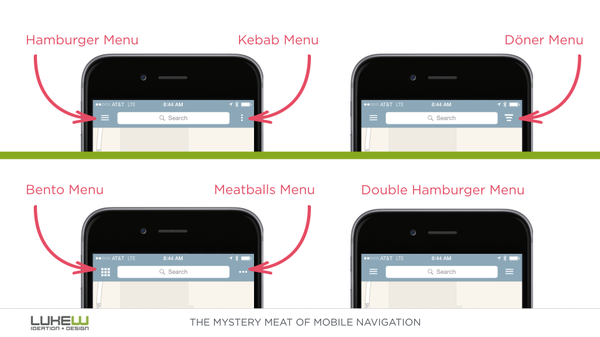 Hamburger Menu
Kebab Menu
Döner Menu
AT&T LTE 8:44 AM
Search
AT&T LTE 8:44 AM
Search
Bento Menu
Meatballs Menu
Double Hamburger Menu
AT&T LTE 8:44 AM
Search
AT&T LTE 8:44 AM
Search
LUKEW
IDEATION + DESIGN
THE MYSTERY MEAT OF MOBILE NAVIGATION